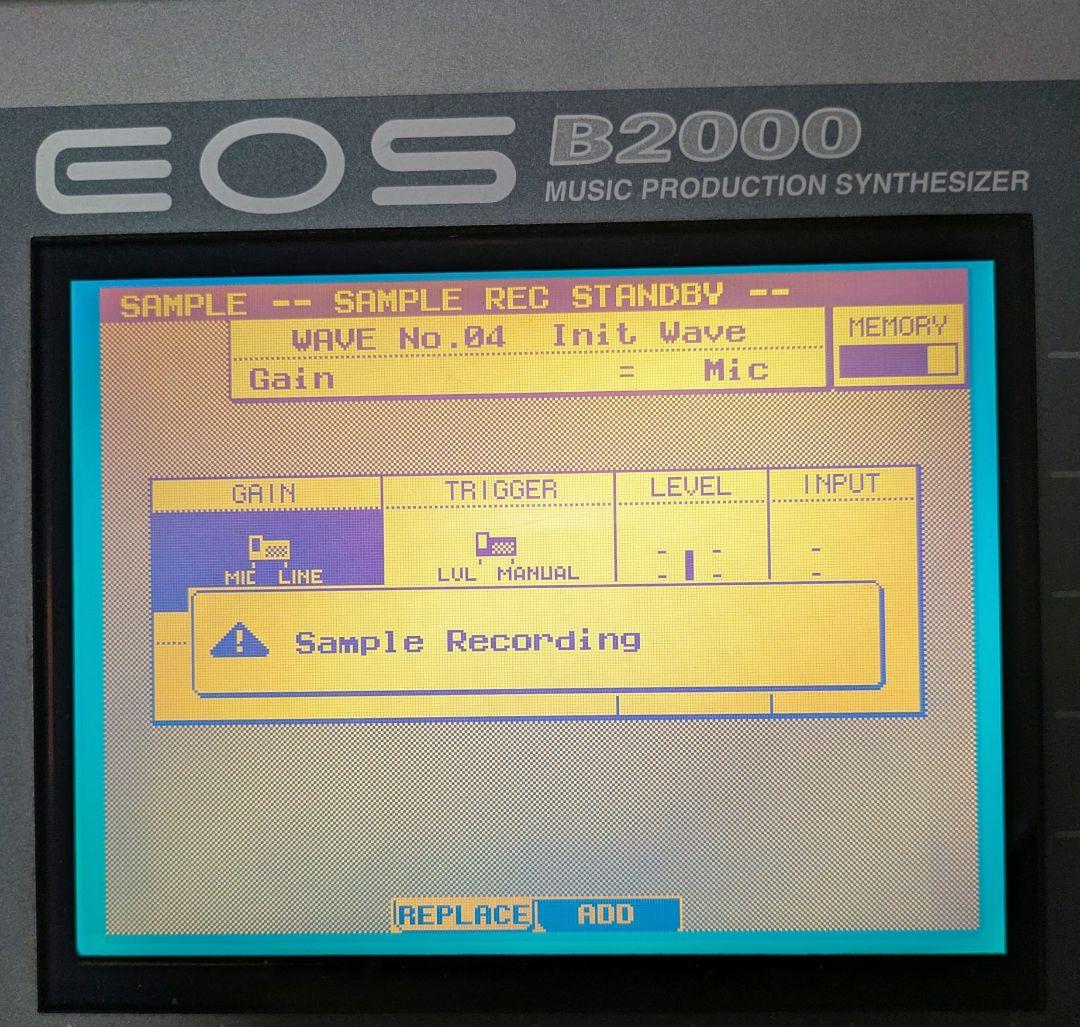 EOS B2000
MUSIC PRODUCTION SYNTHESIZER
SAMPLE -- SAMPLE REC STANDBY --
WAVE No.04 Init Wave
MEMORY
Gain = Mic
GAIN TRIGGER LEVEL INPUT
MIC LINE LVL MANUAL
Sample Recording
REPLACE ADD